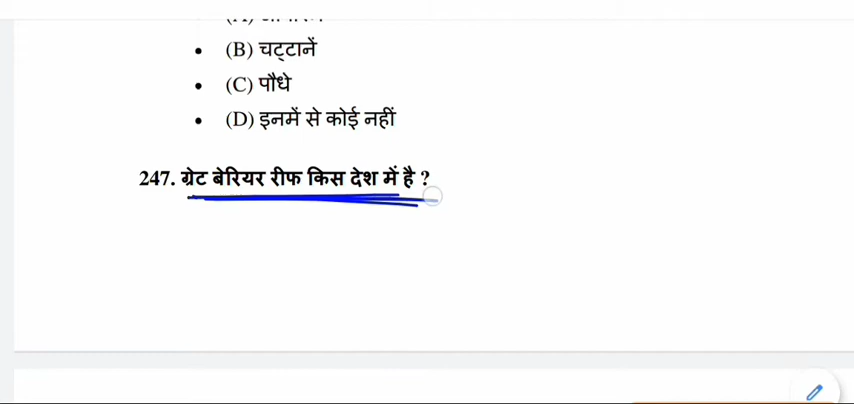 (B) चट्टानें
(C) पौधे
(D) इनमें से कोई नहीं
247. ग्रेट बेरियर रीफ किस देश में है ?